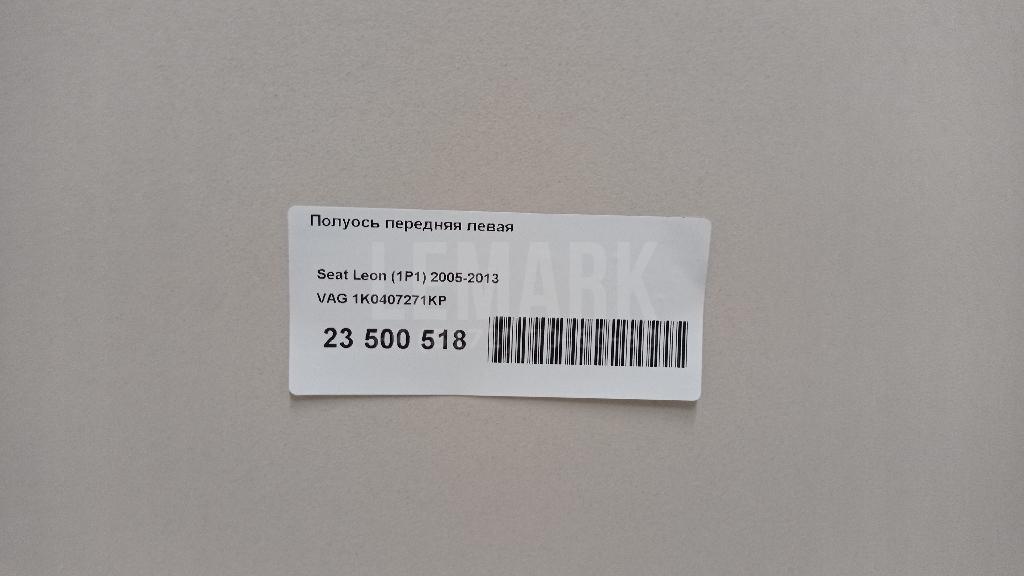 Полуось передняя левая
LEMARK
Seat Leon (1P1) 2005-2013
VAG 1K0407271KP
23 500 518